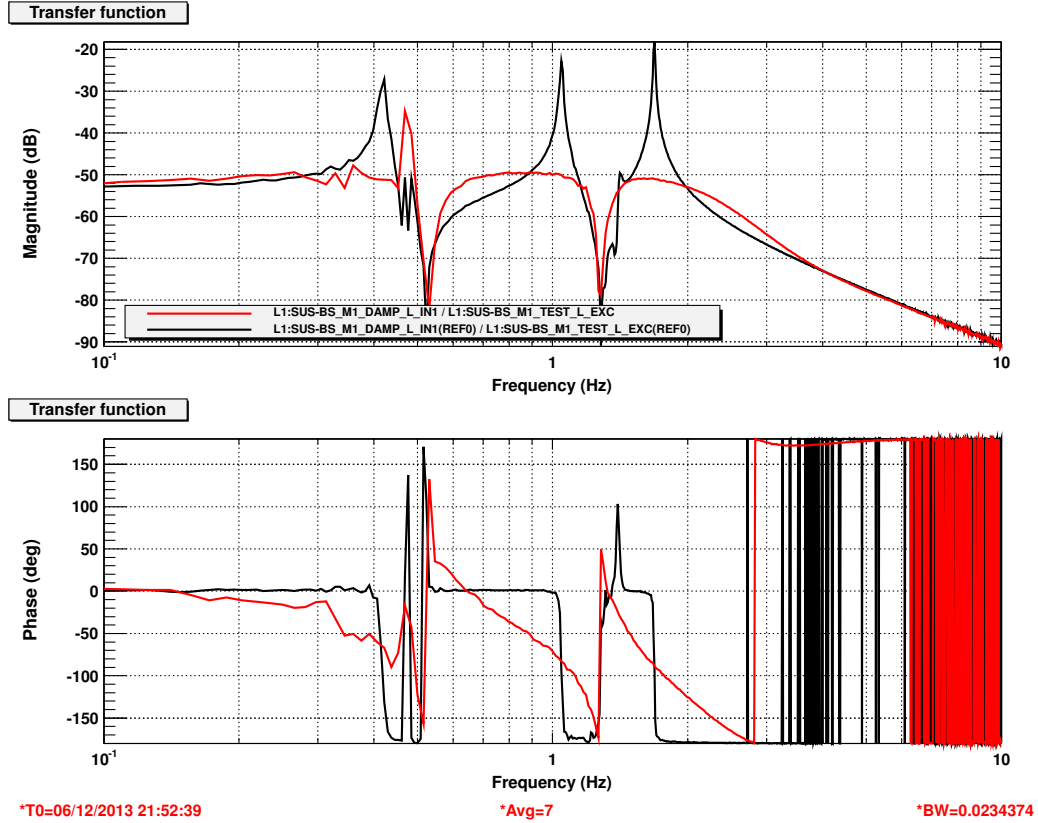 Transfer function
-20
-30
-40
-50
-60
-70
-80
-90
Magnitude (dB)
L1:SUS-BS_M1_DAMP_L_IN1 / L1:SUS-BS_M1_TEST_L_EXC
L1:SUS-BS_M1_DAMP_L_IN1(REF0) / L1:SUS-BS_M1_TEST_L_EXC(REF0)
10-1 1 10
Frequency (Hz)
Transfer function
150
100
50
0
-50
-100
-150
Phase (deg)
10-1 1 10
Frequency (Hz)
*T0=06/12/2013 21:52:39 *Avg=7 *BW=0.0234374